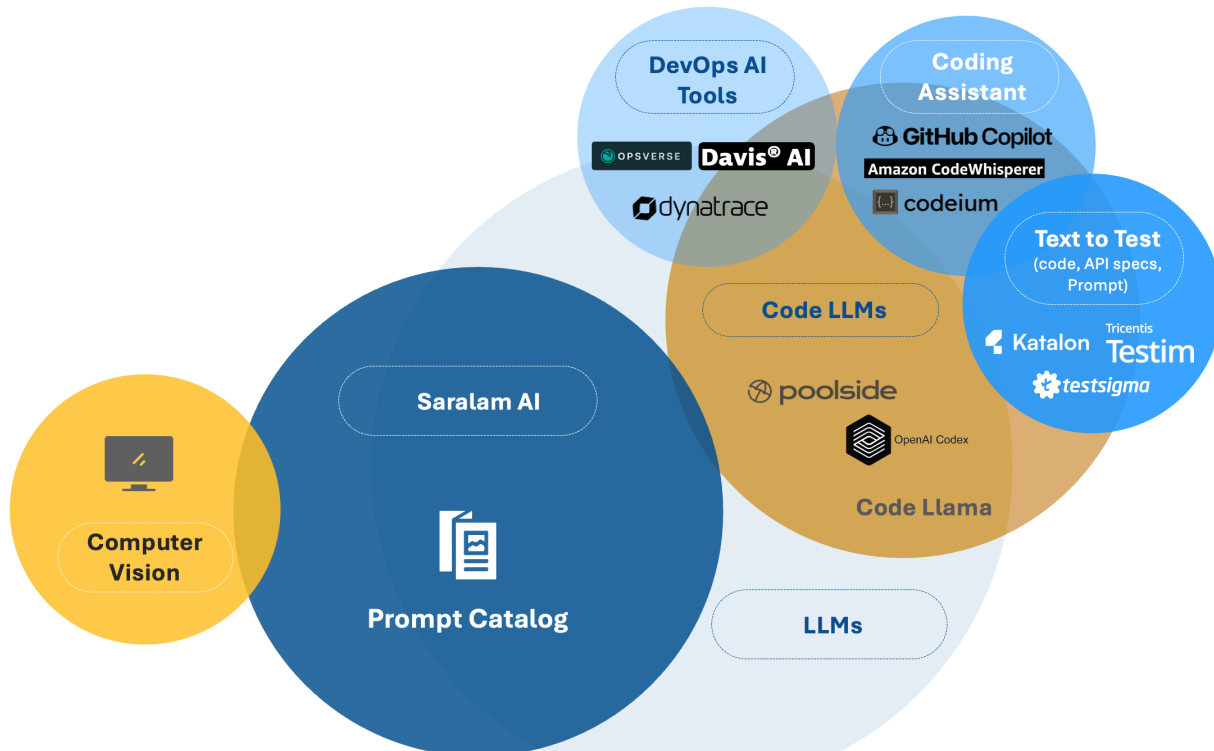 DevOps AI
Tools
OPSVERSE
Davis® AI
dynatrace
Coding
Assistant
GitHub Copilot
Amazon CodeWhisperer
{...} codeium
Text to Test
(code, API specs,
Prompt)
Katalon
Tricentis
Testim
testsigma
Code LLMs
poolside
OpenAI Codex
Code Llama
Saralam AI
Prompt Catalog
Computer
Vision
LLMs